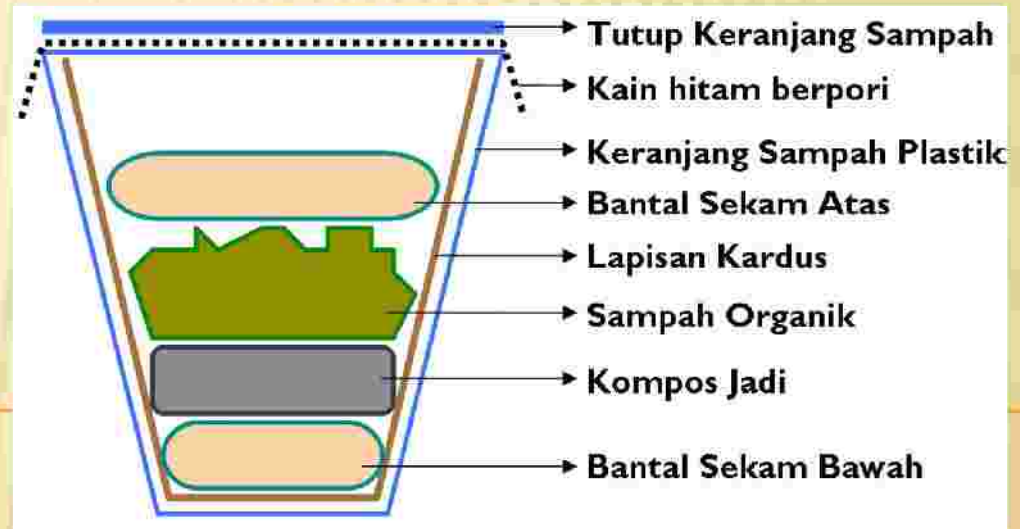 Tutup Keranjang Sampah
Kain hitam berpori
Keranjang Sampah Plastik
Bantal Sekam Atas
Lapisan Kardus
Sampah Organik
Kompos Jadi
Bantal Sekam Bawah